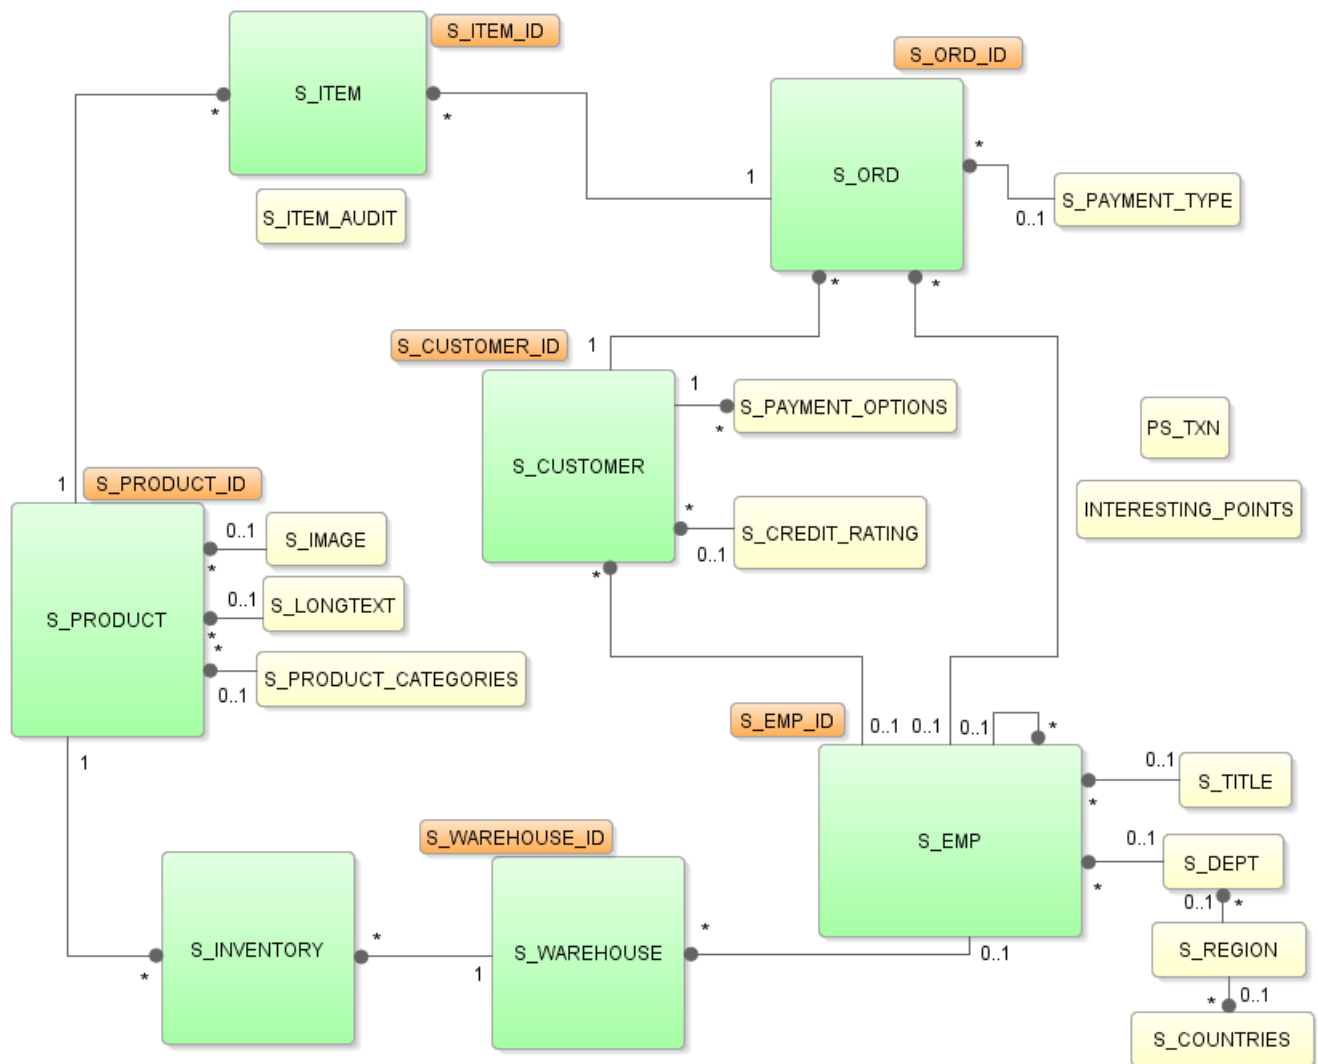 S_ITEM_ID
S_ORD_ID
S_ITEM
*
*
*
S_ORD
1
S_PAYMENT_TYPE
0..1
S_ITEM_AUDIT
*
*
S_CUSTOMER_ID
1
1
S_PAYMENT_OPTIONS
*
PS_TXN
S_CUSTOMER
1
S_PRODUCT_ID
INTERESTING_POINTS
*
S_CREDIT_RATING
0..1
0..1
S_IMAGE
*
*
0..1
S_LONGTEXT
S_PRODUCT
*
*
S_PRODUCT_CATEGORIES
0..1
S_EMP_ID
0..1
0..1
0..1
*
1
0..1
S_TITLE
*
S_WAREHOUSE_ID
S_EMP
0..1
S_DEPT
*
0..1
*
*
*
S_INVENTORY
S_WAREHOUSE
0..1
S_REGION
*
1
*
0..1
S_COUNTRIES